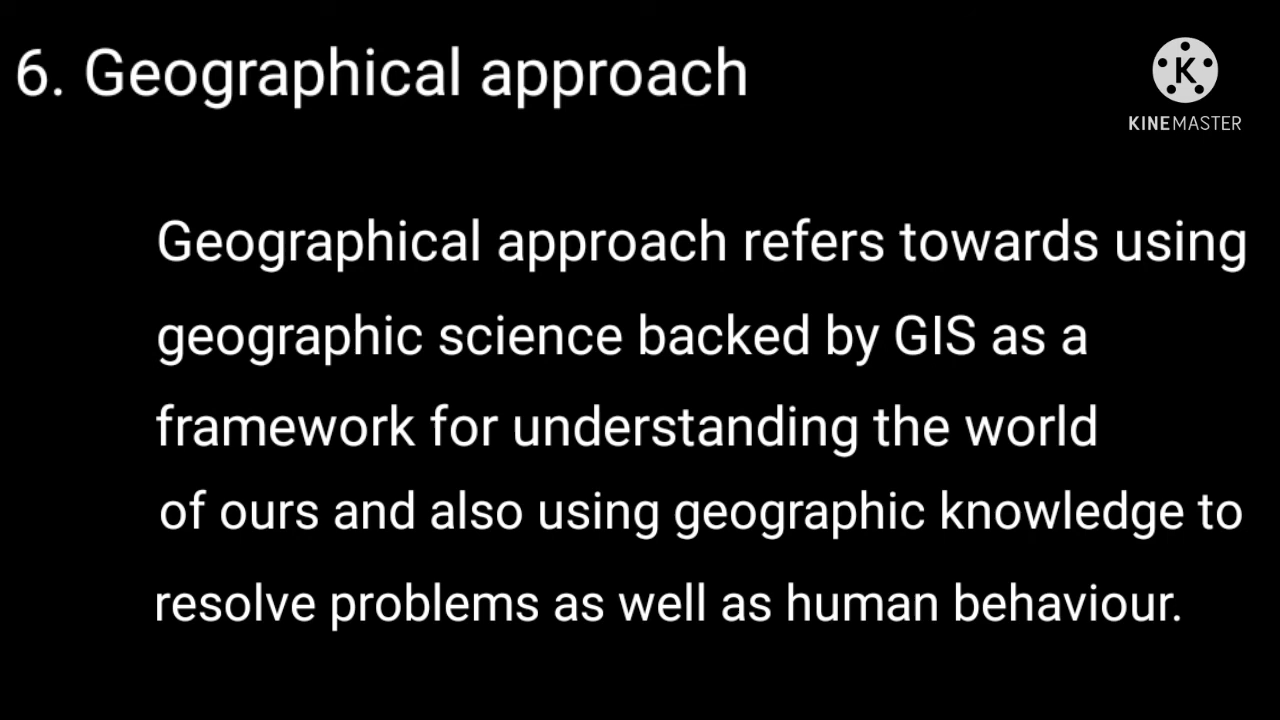 6. Geographical approach
KINEMASTER
Geographical approach refers towards using
geographic science backed by GIS as a
framework for understanding the world
of ours and also using geographic knowledge to
resolve problems as well as human behaviour.